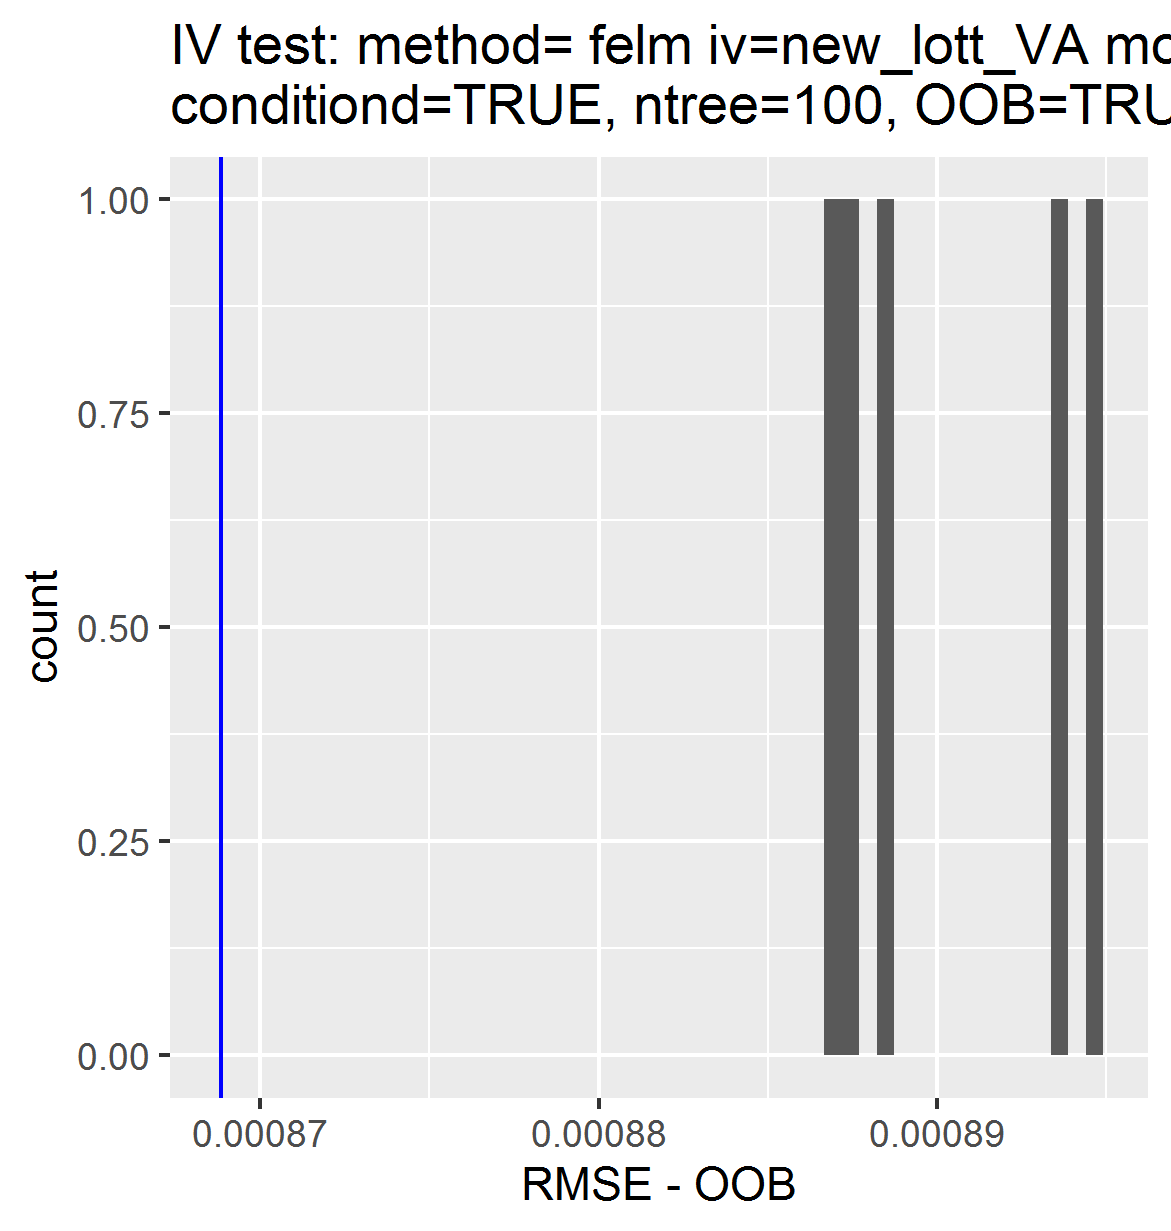 IV test: method= felm iv=new_lott_VA mo
conditiond=TRUE, ntree=100, OOB=TRU
1.00
0.75
0.50
0.25
0.00
count
0.00087 0.00088 0.00089
RMSE - OOB